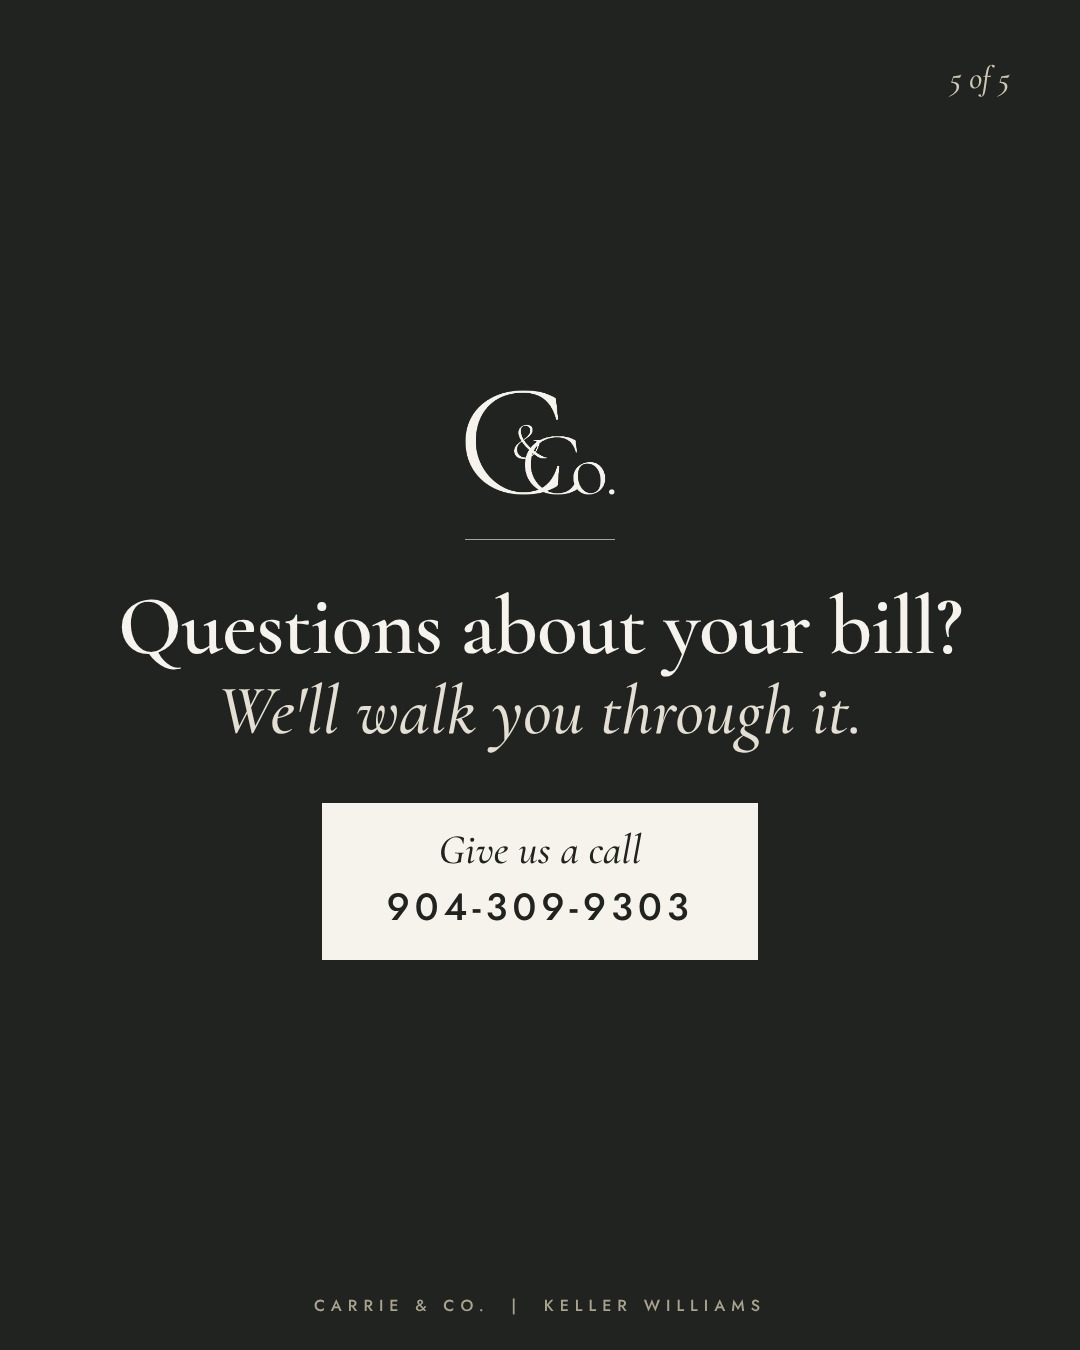 5 of 5
C & Co.
Questions about your bill?
We'll walk you through it.
Give us a call
904-309-9303
CARRIE & CO. | KELLER WILLIAMS